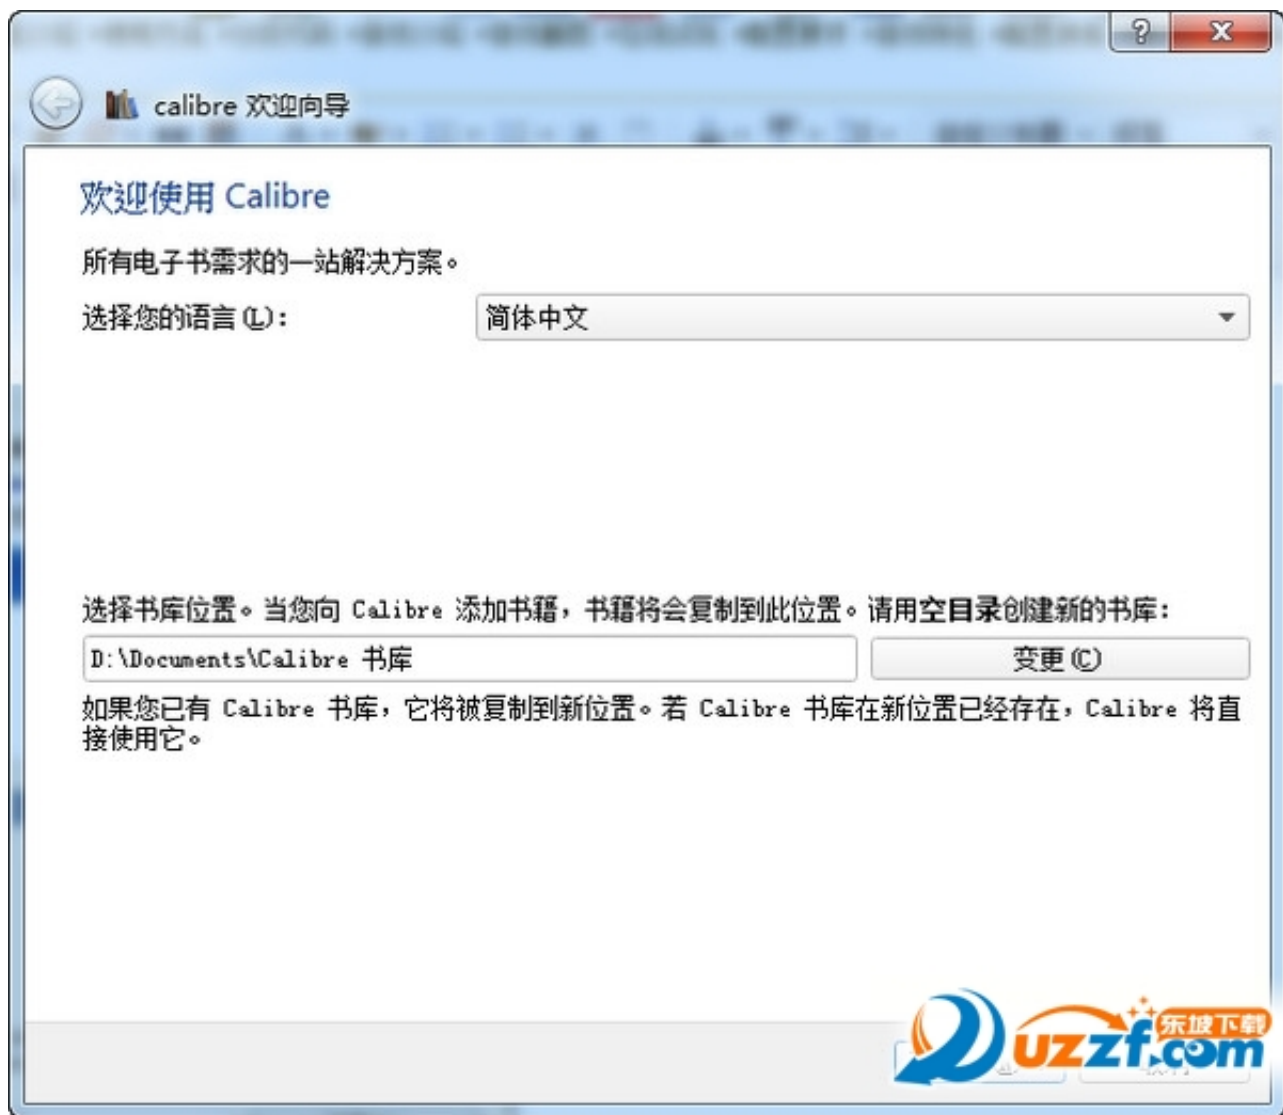 calibre 欢迎向导
欢迎使用 Calibre
所有电子书需求的一站解决方案。
选择您的语言(L): 简体中文
选择书库位置。当您向 Calibre 添加书籍，书籍将会复制到此位置。请用空目录创建新的书库:
D:\Documents\Calibre 书库 变更(C)
如果您已有 Calibre 书库，它将被复制到新位置。若 Calibre 书库在新位置已经存在，Calibre 将直
接使用它。
东坡下载
uzzf.com